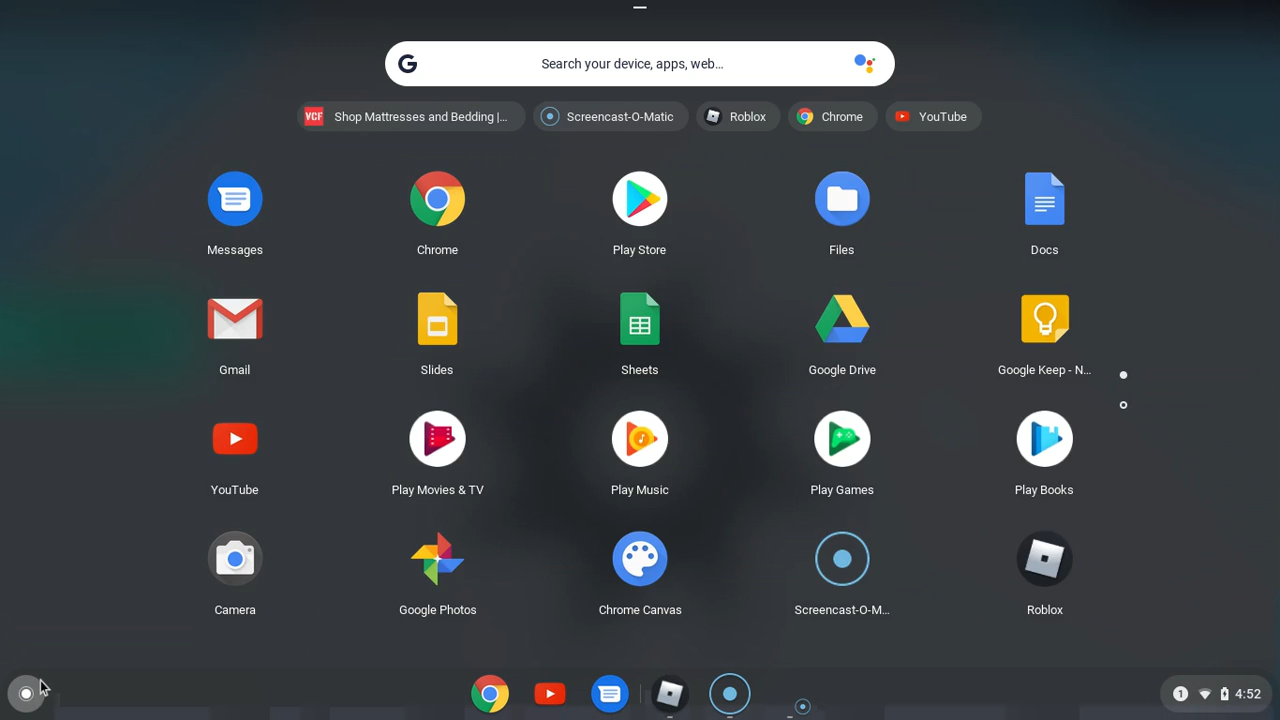 Search your device, apps, web...
VCF Shop Mattresses and Bedding |...
Screencast-O-Matic
Roblox
Chrome
YouTube
Messages
Chrome
Play Store
Files
Docs
Gmail
Slides
Sheets
Google Drive
Google Keep - N...
YouTube
Play Movies & TV
Play Music
Play Games
Play Books
Camera
Google Photos
Chrome Canvas
Screencast-O-M...
Roblox
1
4:52